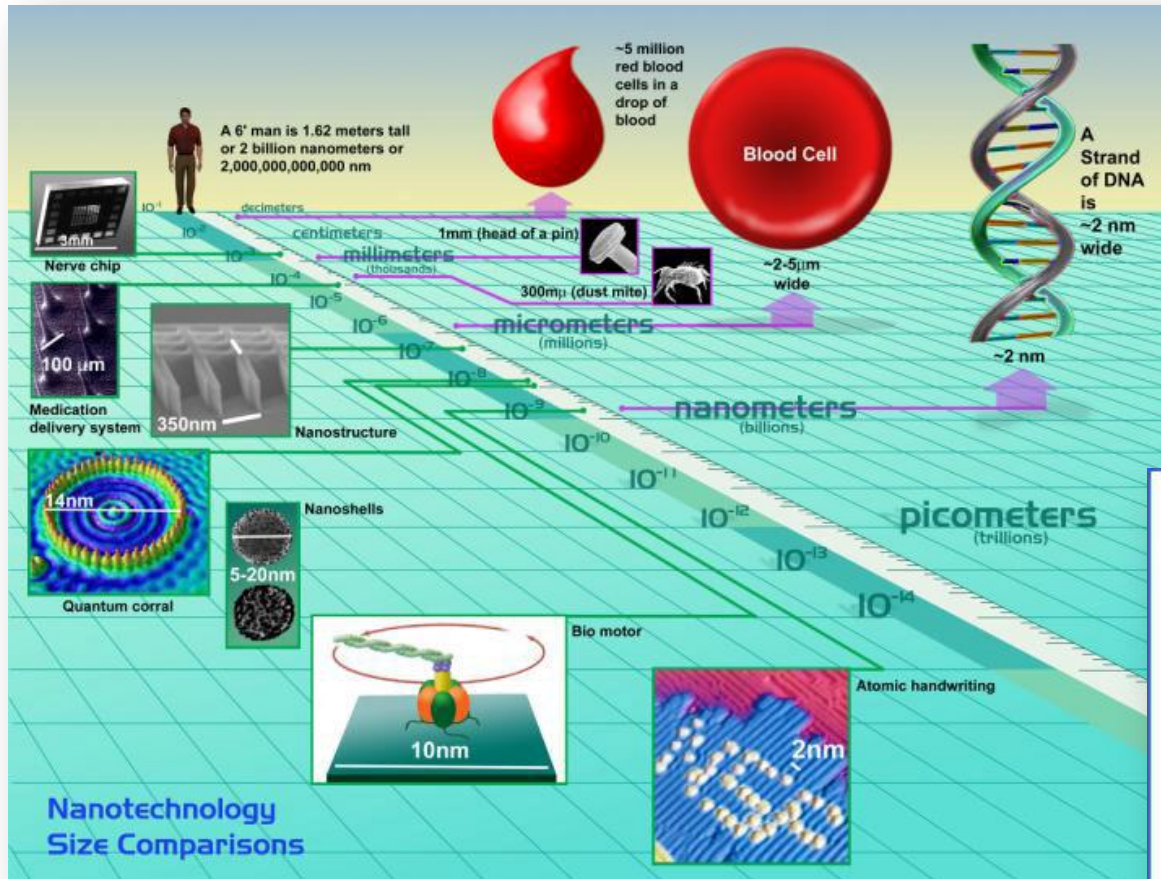 A 6' man is 1.62 meters tall
or 2 billion nanometers or
2,000,000,000,000 nm
~5 million
red blood
cells in a
drop of
blood
Blood Cell
A
Strand
of DNA
is
~2 nm
wide
3mm
Nerve chip
10-1
decimeters
10-2
centimeters
1mm (head of a pin)
10-3
millimeters
(thousands)
300mµ (dust mite)
~2-5µm
wide
10-4
10-5
100 µm
Medication
delivery system
10-6
micrometers
(millions)
~2 nm
350nm
Nanostructure
10-7
10-8
10-9
nanometers
(billions)
10-10
10-11
10-12
picometers
(trillions)
10-13
10-14
14nm
Quantum corral
Nanoshells
5-20nm
Bio motor
10nm
Atomic handwriting
2nm
Nanotechnology
Size Comparisons